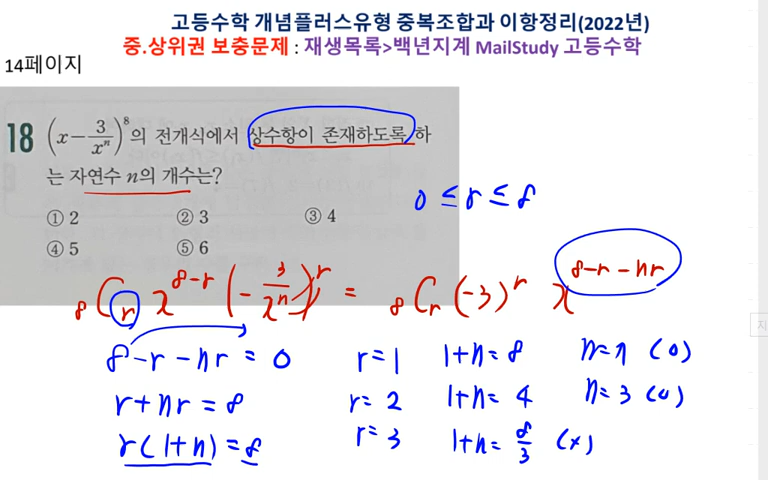 고등수학 개념플러스유형 중복조합과 이항정리(2022년)
중.상위권 보충문제 : 재생목록>백년지계 MailStudy 고등수학
14페이지
18 (x - 3/xⁿ)⁸의 전개식에서 상수항이 존재하도록 하
는 자연수 n의 개수는?
① 2 ② 3 ③ 4
④ 5 ⑤ 6
0 ≤ r ≤ 8
₈Cᵣ x^(8-r) (- 3/xⁿ)^r = ₈Cᵣ (-3)^r x^(8-r-nr)
8-r-nr = 0 r = 1 1+n = 8 n = 7 (o)
r+nr = 8 r = 2 1+n = 4 n = 3 (o)
r(1+n) = 8 r = 3 1+n = 8/3 (x)